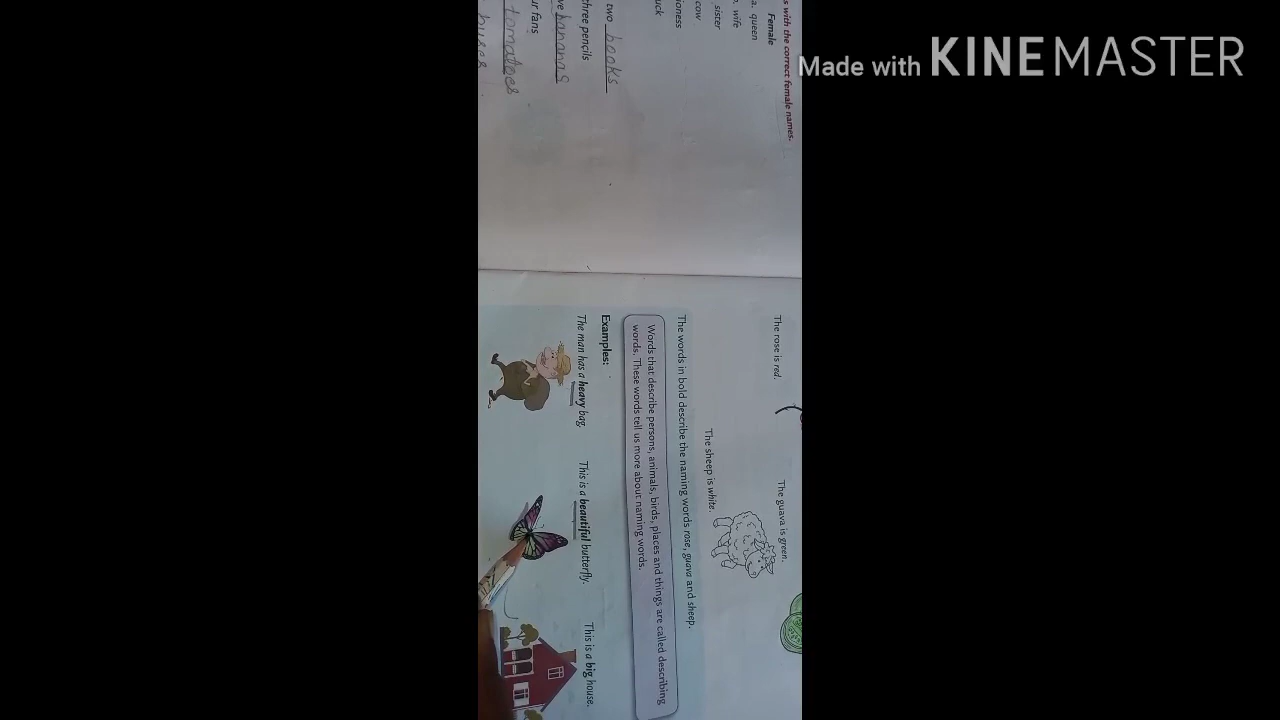 Made with KINEMASTER
s with the correct female names.
Female
a. queen
wife
sister
cow
ioness
uck
two books
three pencils
ve bananas
ur fans
tomatoes
buses
The rose is red.
The guava is green.
The sheep is white.
The words in bold describe the naming words rose, guava and sheep.
Words that describe persons, animals, birds, places and things are called describing
words. These words tell us more about naming words.
Examples:
The man has a heavy bag.
This is a beautiful butterfly.
This is a big house.